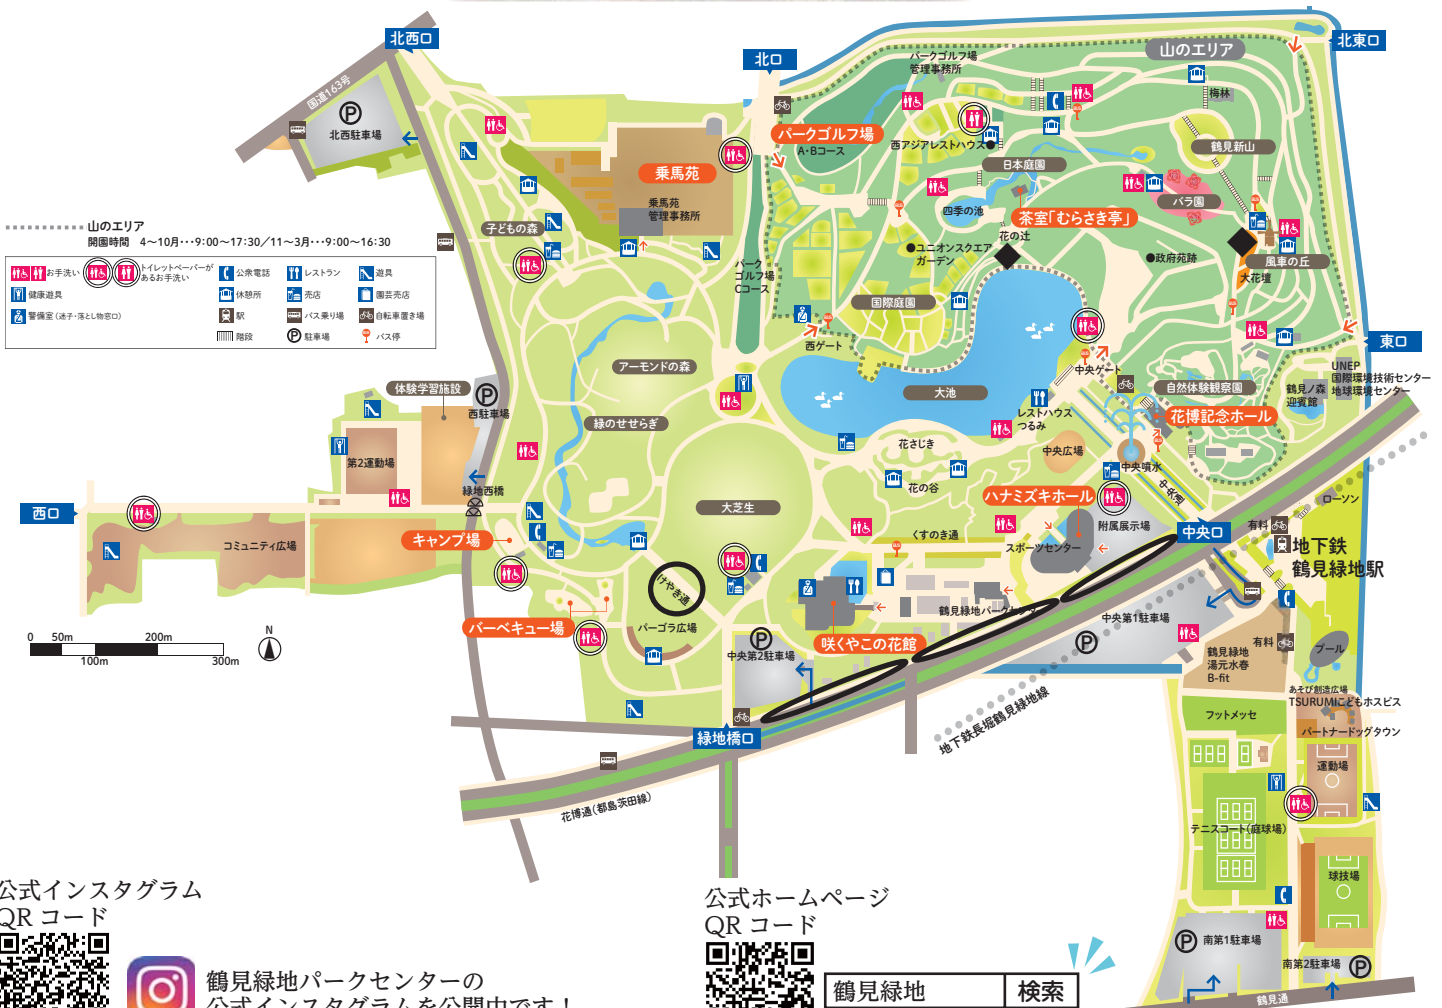 北西口
国道163号
北西駐車場
北口
パークゴルフ場
管理事務所
山のエリア
北東口
梅林
パークゴルフ場
A・Bコース
西アジアレストハウス
日本庭園
鶴見新山
乗馬苑
乗馬苑
管理事務所
子どもの森
四季の池
茶室「むらさき亭」
バラ園
花の辻
ユニオンスクエア
ガーデン
政府苑跡
風車の丘
大花壇
パーク
ゴルフ場
Cコース
国際庭園
西ゲート
山のエリア
開園時間 4〜10月・・・9:00〜17:30／11〜3月・・・9:00〜16:30
お手洗い
トイレットペーパーが
あるお手洗い
公衆電話
レストラン
遊具
健康遊具
休憩所
売店
園芸売店
警備室(迷子・落とし物窓口)
駅
バス乗り場
自転車置き場
階段
駐車場
バス停
アーモンドの森
大池
中央ゲート
東口
体験学習施設
西駐車場
緑のせせらぎ
レストハウス
つるみ
自然体験観察園
鶴見ノ森
迎賓館
UNEP
国際環境技術センター
地球環境センター
花博記念ホール
第2運動場
花さじき
中央広場
中央噴水
緑地西橋
花の谷
中央通
ハナミズキホール
ローソン
西口
大芝生
附属展示場
中央口
有料
コミュニティ広場
キャンプ場
くすのき通
スポーツセンター
地下鉄
鶴見緑地駅
けやき通
鶴見緑地パークセンター
中央第1駐車場
バーベキュー場
パーゴラ広場
咲くやこの花館
中央第2駐車場
有料
鶴見緑地
湯元水春
B-fit
プール
0 50m 200m
100m 300m
N
あそび創造広場
TSURUMIこどもホスピス
緑地橋口
地下鉄長堀鶴見緑地線
フットメッセ
パートナードッグタウン
運動場
花博通(都島茨田線)
テニスコート(庭球場)
球技場
南第1駐車場
南第2駐車場
鶴見通
公式インスタグラム
QRコード
鶴見緑地パークセンターの
公式インスタグラムを公開中です！
公式ホームページ
QRコード
鶴見緑地 検索